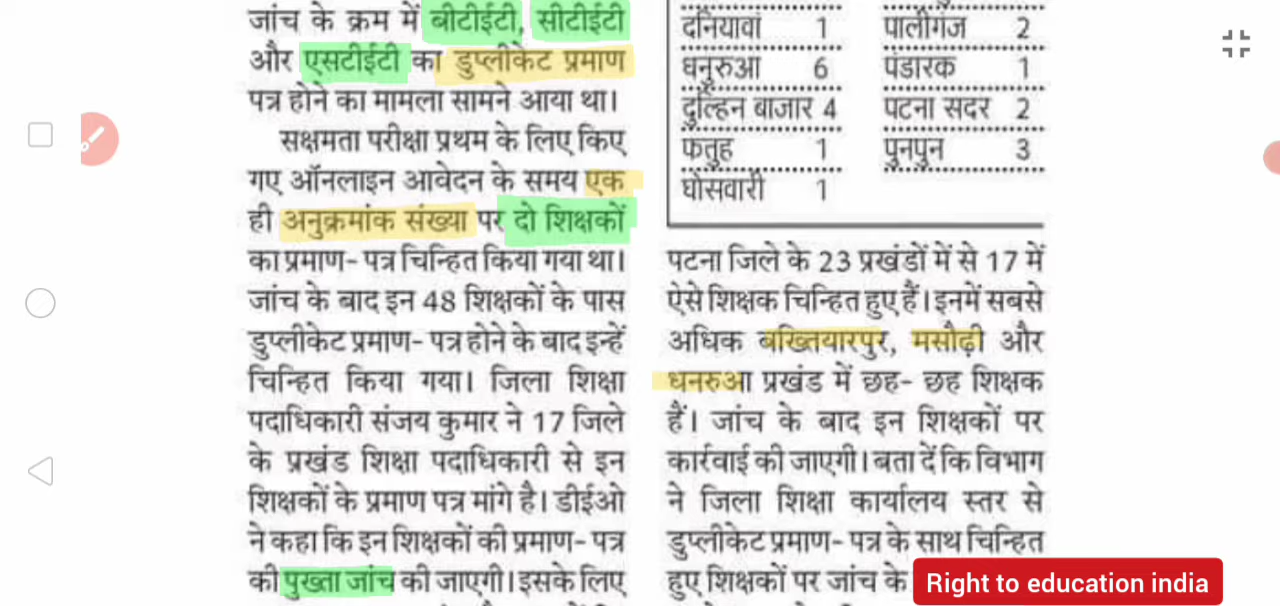 जांच के क्रम में बीटीईटी, सीटीईटी
और एसटीईटी का डुप्लीकेट प्रमाण
पत्र होने का मामला सामने आया था।
सक्षमता परीक्षा प्रथम के लिए किए
गए ऑनलाइन आवेदन के समय एक
ही अनुक्रमांक संख्या पर दो शिक्षकों
का प्रमाण- पत्र चिन्हित किया गया था।
जांच के बाद इन 48 शिक्षकों के पास
डुप्लीकेट प्रमाण- पत्र होने के बाद इन्हें
चिन्हित किया गया। जिला शिक्षा
पदाधिकारी संजय कुमार ने 17 जिले
के प्रखंड शिक्षा पदाधिकारी से इन
शिक्षकों के प्रमाण पत्र मांगे है। डीईओ
ने कहा कि इन शिक्षकों की प्रमाण- पत्र
की पुख्ता जांच की जाएगी। इसके लिए
दनियावां 1 पालीगंज 2
धनुरुआ 6 पंडारक 1
दुल्हिन बाजार 4 पटना सदर 2
फतुह 1 पुनपुन 3
घोसवारी 1
पटना जिले के 23 प्रखंडों में से 17 में
ऐसे शिक्षक चिन्हित हुए हैं। इनमें सबसे
अधिक बख्तियारपुर, मसौढ़ी और
धनरुआ प्रखंड में छह- छह शिक्षक
हैं। जांच के बाद इन शिक्षकों पर
कार्रवाई की जाएगी। बता दें कि विभाग
ने जिला शिक्षा कार्यालय स्तर से
डुप्लीकेट प्रमाण- पत्र के साथ चिन्हित
हुए शिक्षकों पर जांच के
Right to education india